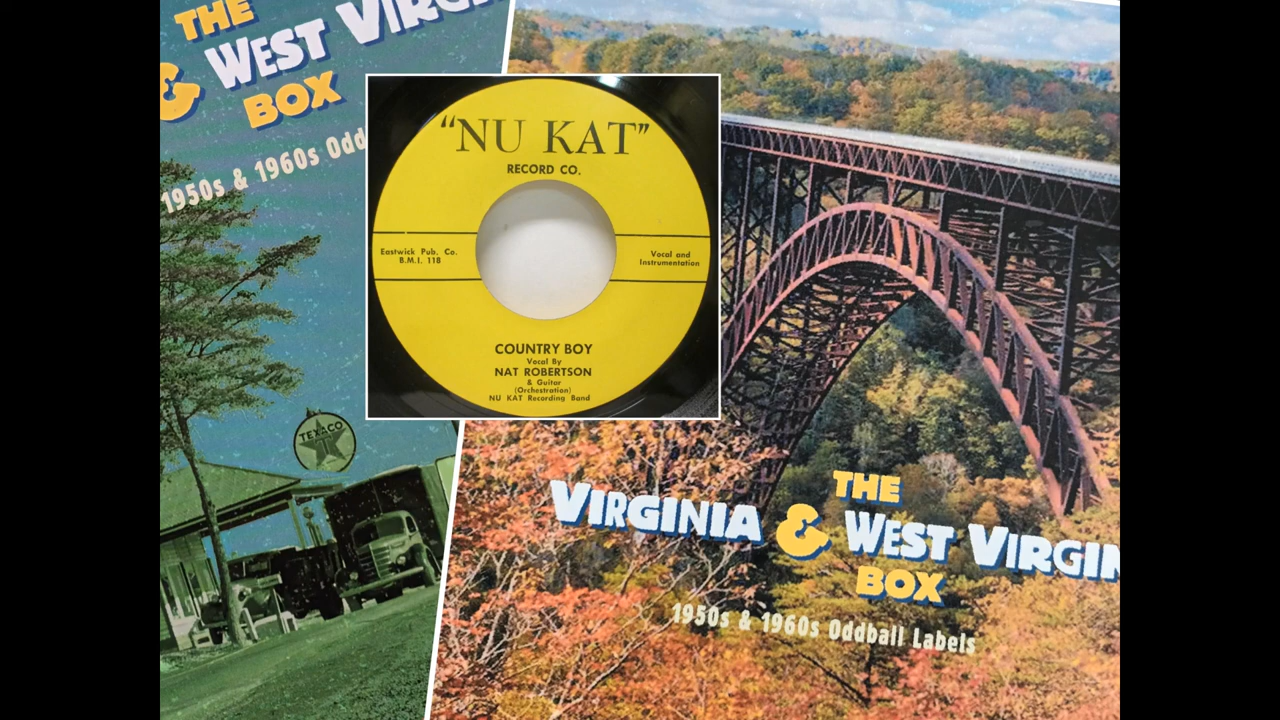 THE
& WEST VIRG
BOX
1950s & 1960s Odd
"NU KAT"
RECORD CO.
Eastwick Pub. Co.
B.M.I. 118
Vocal and
Instrumentation
COUNTRY BOY
Vocal By
NAT ROBERTSON
& Guitar
(Orchestration)
NU KAT Recording Band
TEXACO
T
THE
VIRGINIA & WEST VIRGIN
BOX
1950s & 1960s Oddball Labels